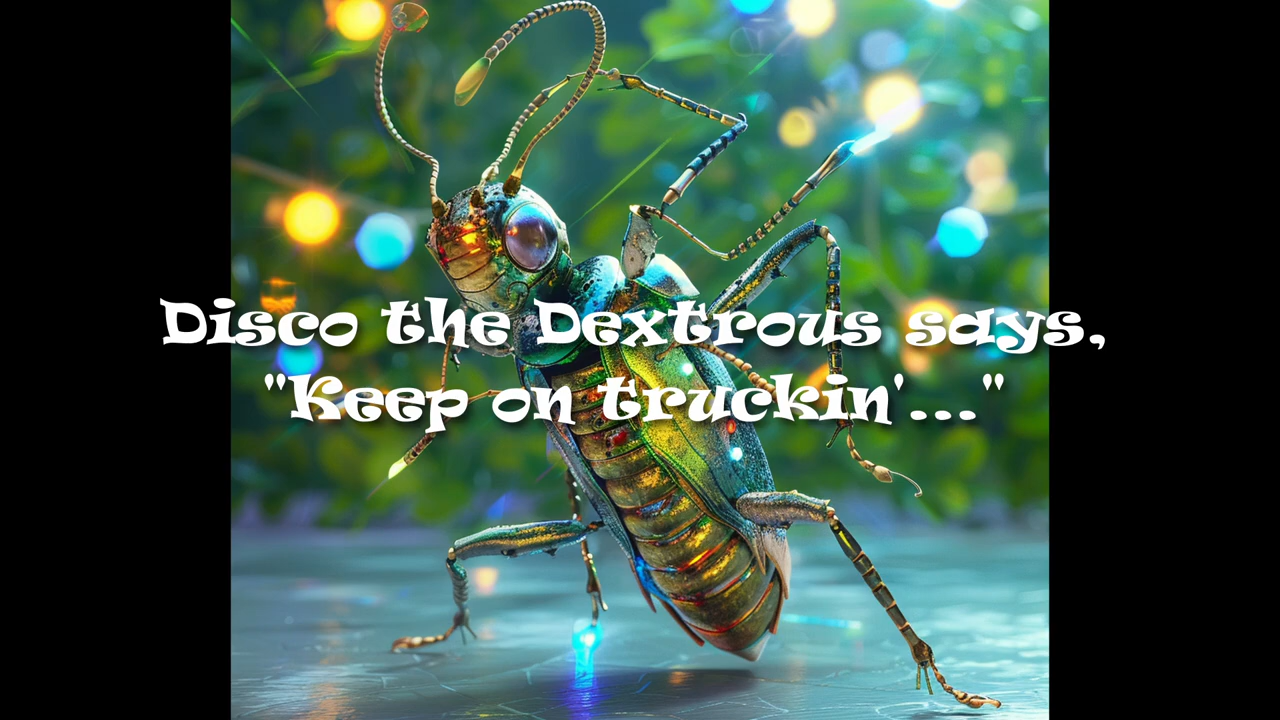 Disco the Dextrous says,
"Keep on truckin'..."